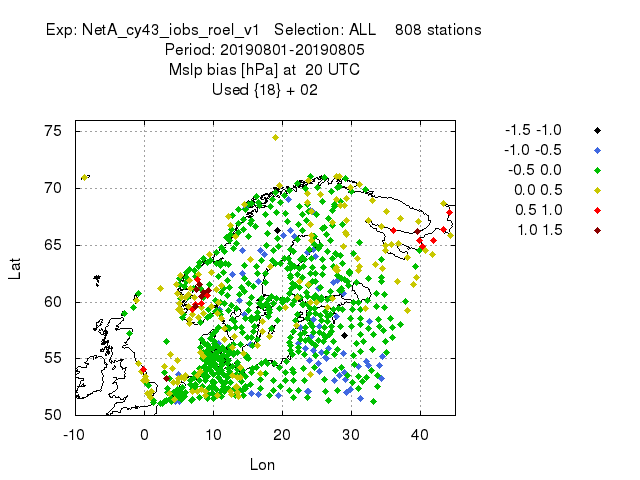 Exp: NetA_cy43_iobs_roel_v1   Selection: ALL    808 stations
Period: 20190801-20190805
Mslp bias [hPa] at  20 UTC
Used {18} + 02
-1.5 -1.0
-1.0 -0.5
-0.5 0.0
0.0 0.5
0.5 1.0
1.0 1.5
75
70
65
60
55
50
Lat
-10 0 10 20 30 40
Lon